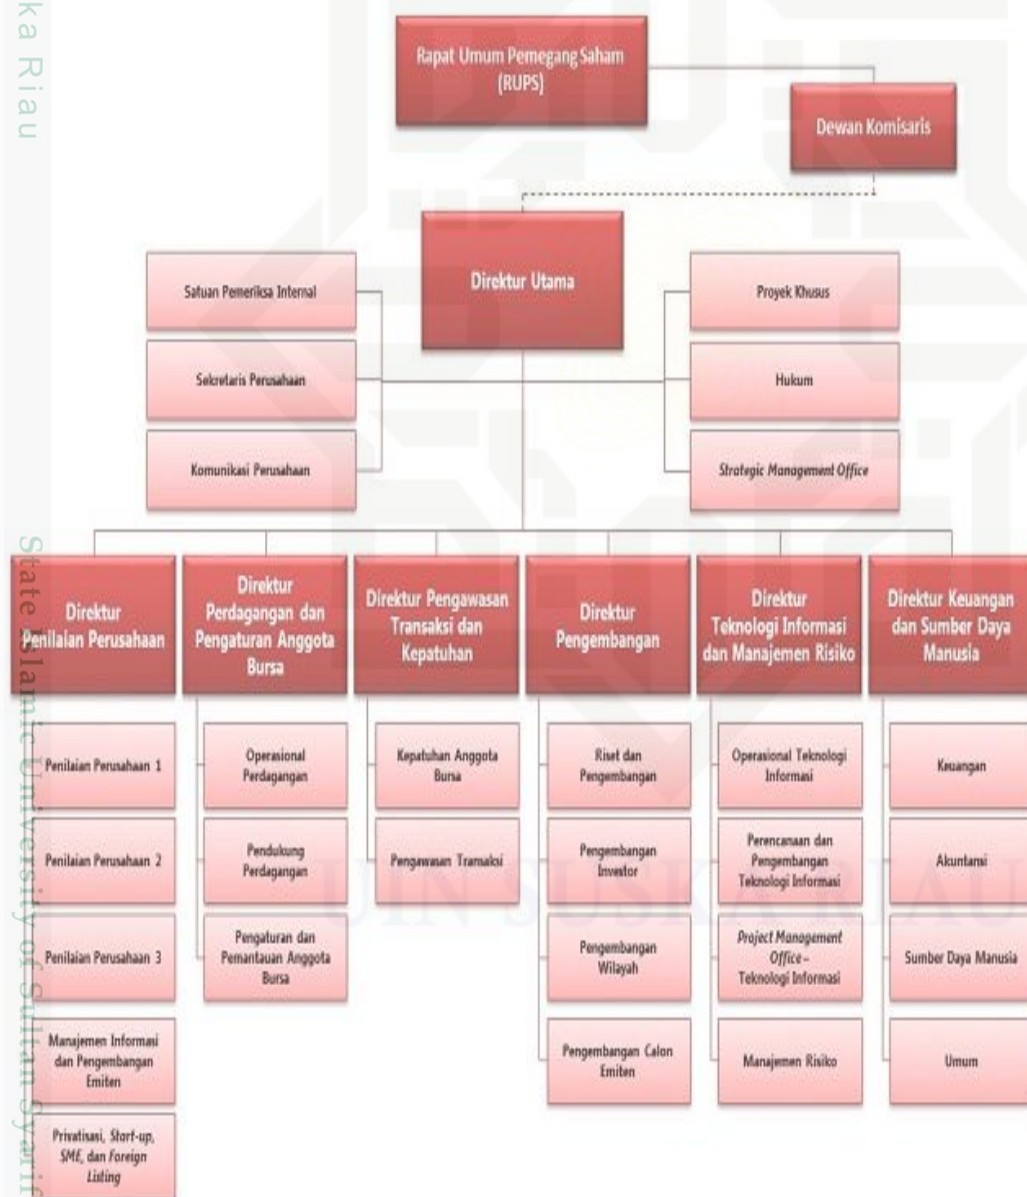 ka Riau
Rapat Umum Pemegang Saham
(RUPS)
Dewan Komisaris
Direktur Utama
Satuan Pemeriksa Internal
Proyek Khusus
Sekretaris Perusahaan
Hukum
Komunikasi Perusahaan
Strategic Management Office
State Islamic University of Sultan Syarif
Direktur
Penilaian Perusahaan
Direktur
Perdagangan dan
Pengaturan Anggota
Bursa
Direktur Pengawasan
Transaksi dan
Kepatuhan
Direktur
Pengembangan
Direktur
Teknologi Informasi
dan Manajemen Risiko
Direktur Keuangan
dan Sumber Daya
Manusia
Penilaian Perusahaan 1
Penilaian Perusahaan 2
Penilaian Perusahaan 3
Manajemen Informasi
dan Pengembangan
Emiten
Privatisasi, Start-up,
SME, dan Foreign
Listing
Operasional
Perdagangan
Pendukung
Perdagangan
Pengaturan dan
Pemantauan Anggota
Bursa
Kepatuhan Anggota
Bursa
Pengawasan Transaksi
Riset dan
Pengembangan
Pengembangan
Investor
Pengembangan
Wilayah
Pengembangan Calon
Emiten
Operasional Teknologi
Informasi
Perencanaan dan
Pengembangan
Teknologi Informasi
Project Management
Office –
Teknologi Informasi
Manajemen Risiko
Keuangan
Akuntansi
Sumber Daya Manusia
Umum
UIN SUSKA RIAU